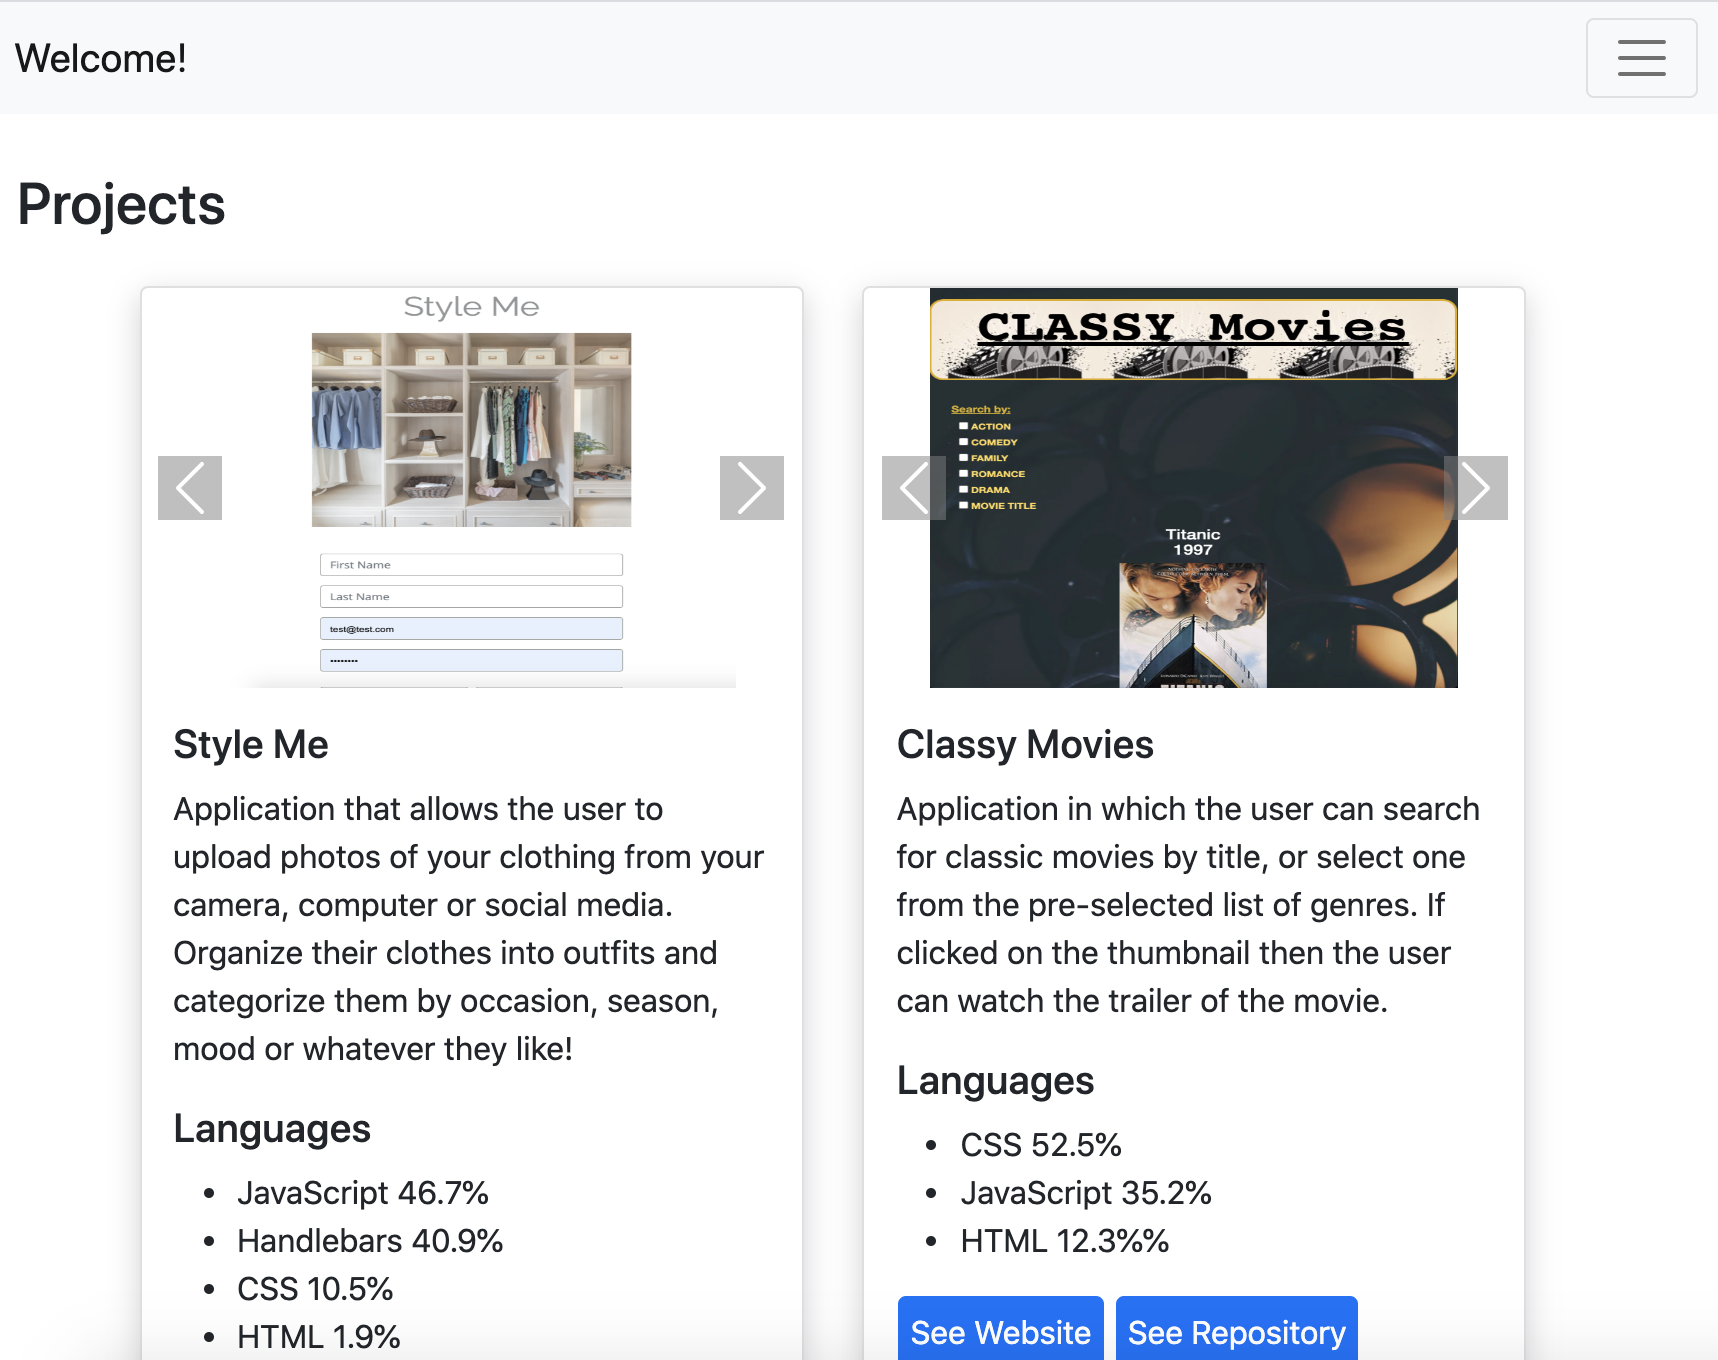 Welcome!
Projects
Style Me
First Name
Last Name
test@test.com
Style Me
Application that allows the user to
upload photos of your clothing from your
camera, computer or social media.
Organize their clothes into outfits and
categorize them by occasion, season,
mood or whatever they like!
Languages
JavaScript 46.7%
Handlebars 40.9%
CSS 10.5%
HTML 1.9%
CLASSY Movies
Search by:
ACTION
COMEDY
FAMILY
ROMANCE
DRAMA
MOVIE TITLE
Titanic
1997
TITANIC
Classy Movies
Application in which the user can search
for classic movies by title, or select one
from the pre-selected list of genres. If
clicked on the thumbnail then the user
can watch the trailer of the movie.
Languages
CSS 52.5%
JavaScript 35.2%
HTML 12.3%%
See Website
See Repository